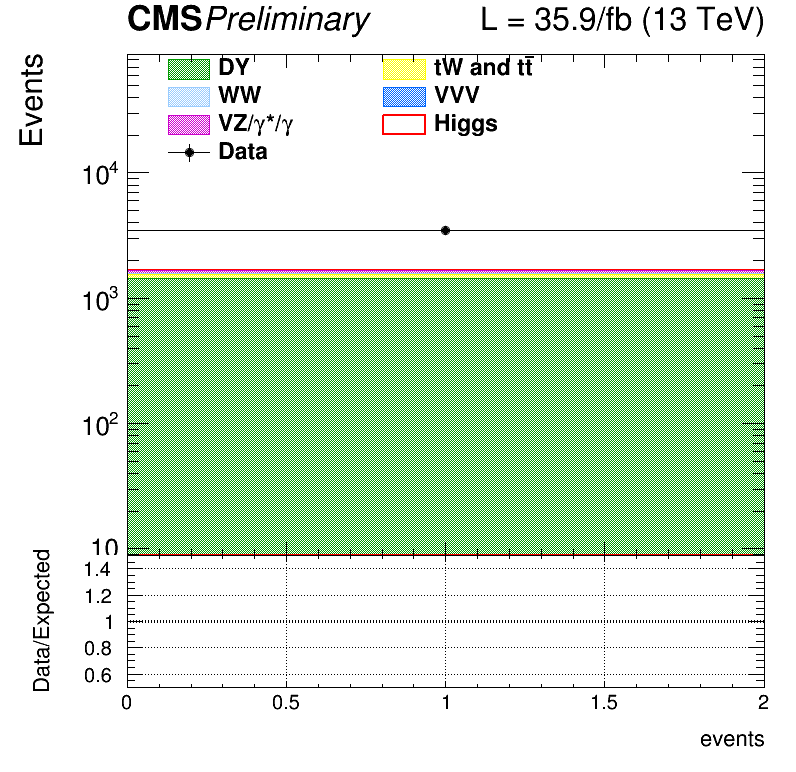 CMSPreliminary L = 35.9/fb (13 TeV)
Events
DY tW and tt̅
WW VVV
VZ/γ*/γ Higgs
Data
10⁴
10³
10²
10
Data/Expected
1.4
1.2
1
0.8
0.6
0 0.5 1 1.5 2
events